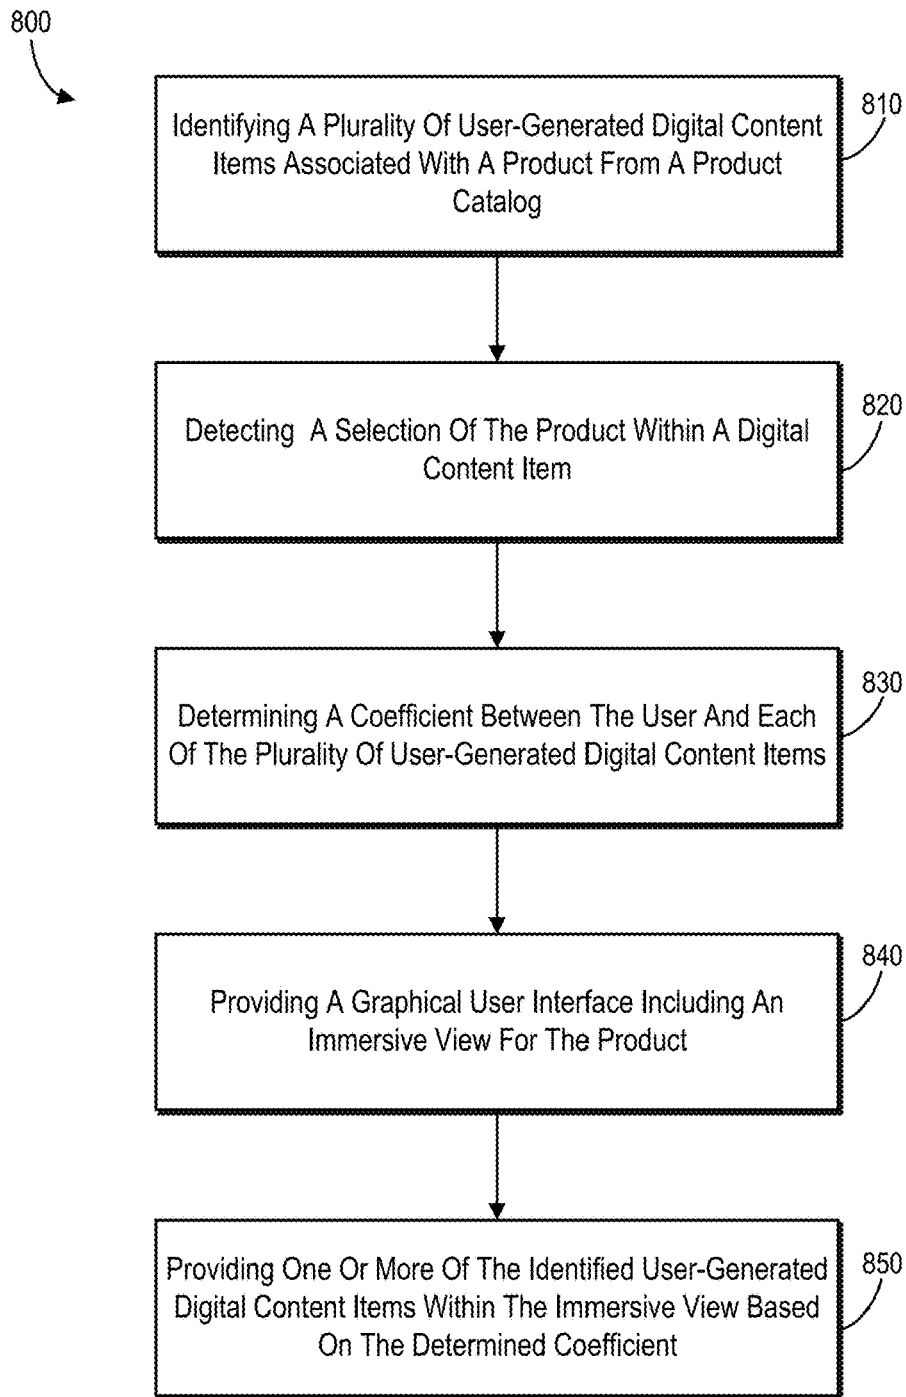 800
810
Identifying A Plurality Of User-Generated Digital Content
Items Associated With A Product From A Product
Catalog
820
Detecting A Selection Of The Product Within A Digital
Content Item
830
Determining A Coefficient Between The User And Each
Of The Plurality Of User-Generated Digital Content Items
840
Providing A Graphical User Interface Including An
Immersive View For The Product
850
Providing One Or More Of The Identified User-Generated
Digital Content Items Within The Immersive View Based
On The Determined Coefficient